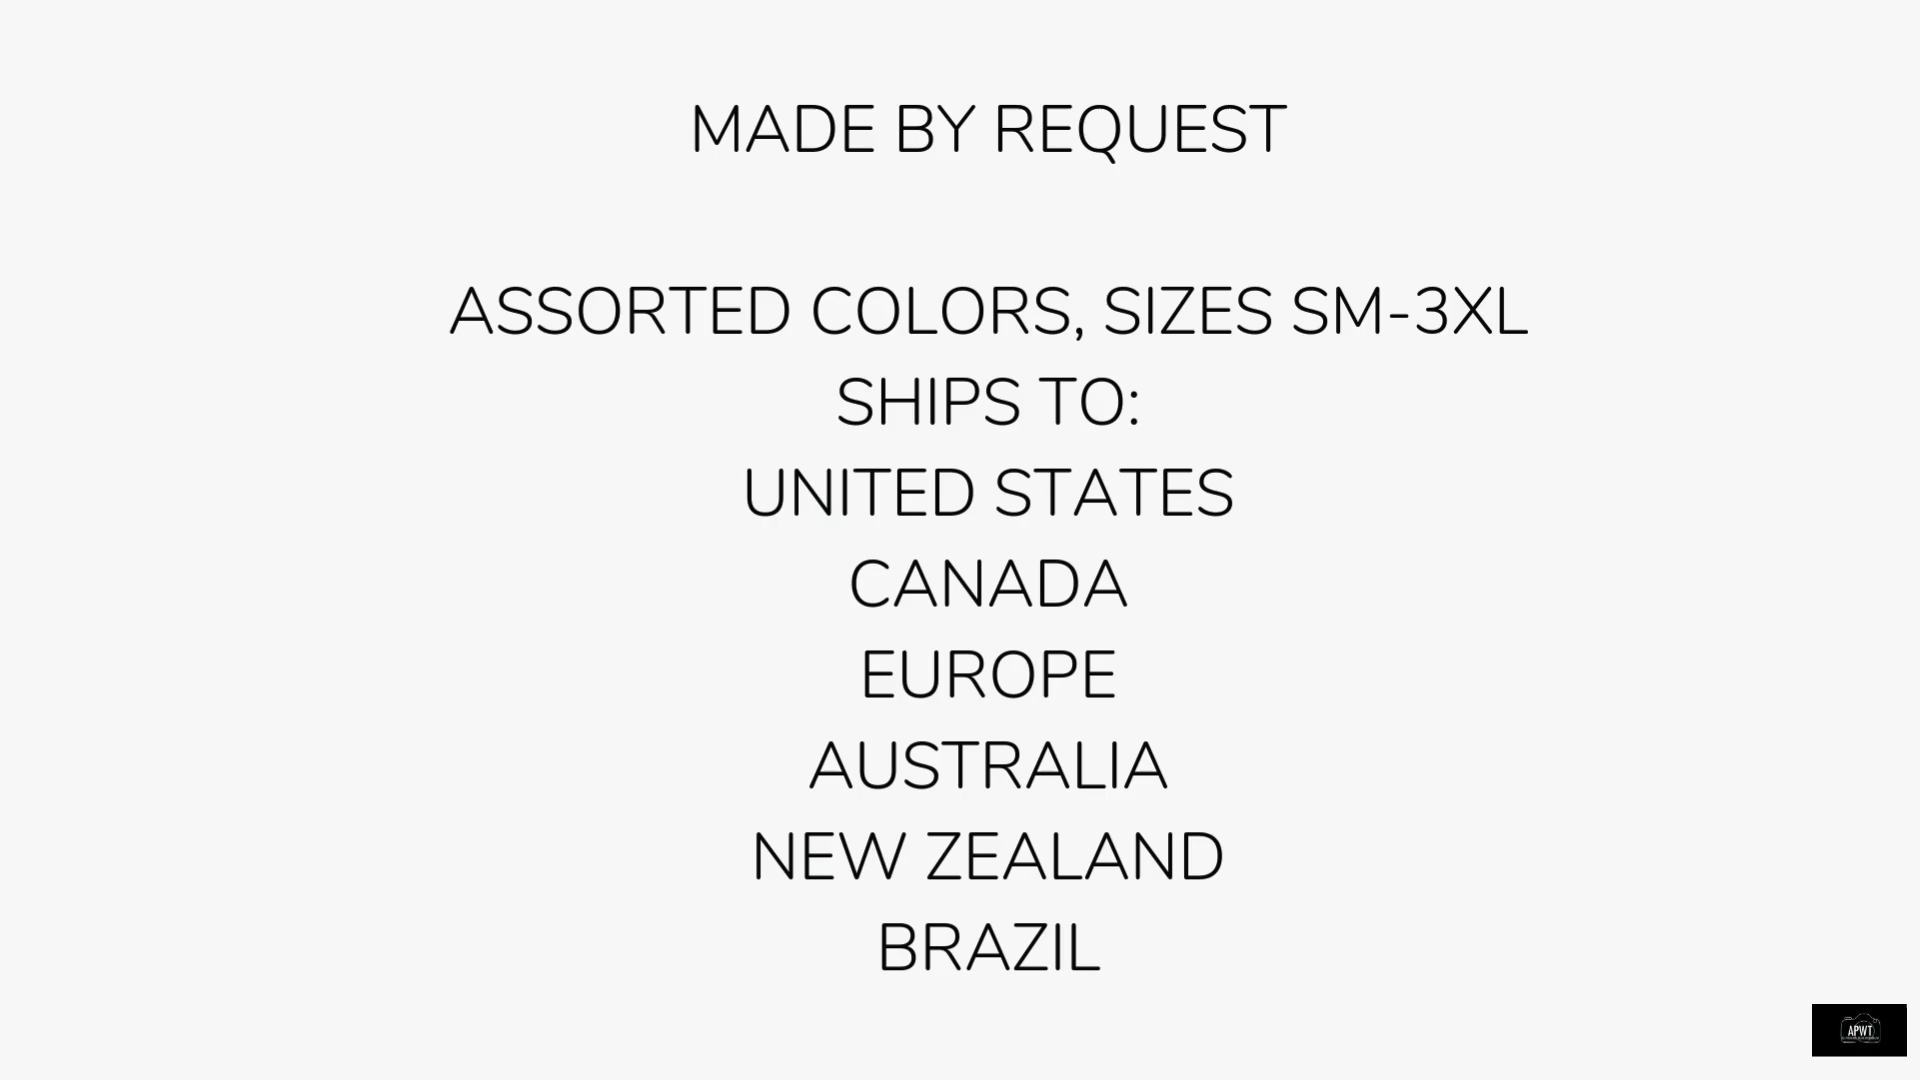 MADE BY REQUEST
ASSORTED COLORS, SIZES SM-3XL
SHIPS TO:
UNITED STATES
CANADA
EUROPE
AUSTRALIA
NEW ZEALAND
BRAZIL
APWT